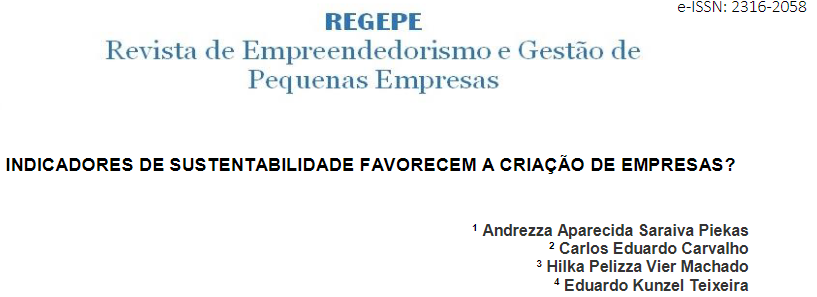 e-ISSN: 2316-2058
REGEPE
Revista de Empreendedorismo e Gestão de
Pequenas Empresas
INDICADORES DE SUSTENTABILIDADE FAVORECEM A CRIAÇÃO DE EMPRESAS?
¹ Andrezza Aparecida Saraiva Piekas
² Carlos Eduardo Carvalho
³ Hilka Pelizza Vier Machado
⁴ Eduardo Kunzel Teixeira